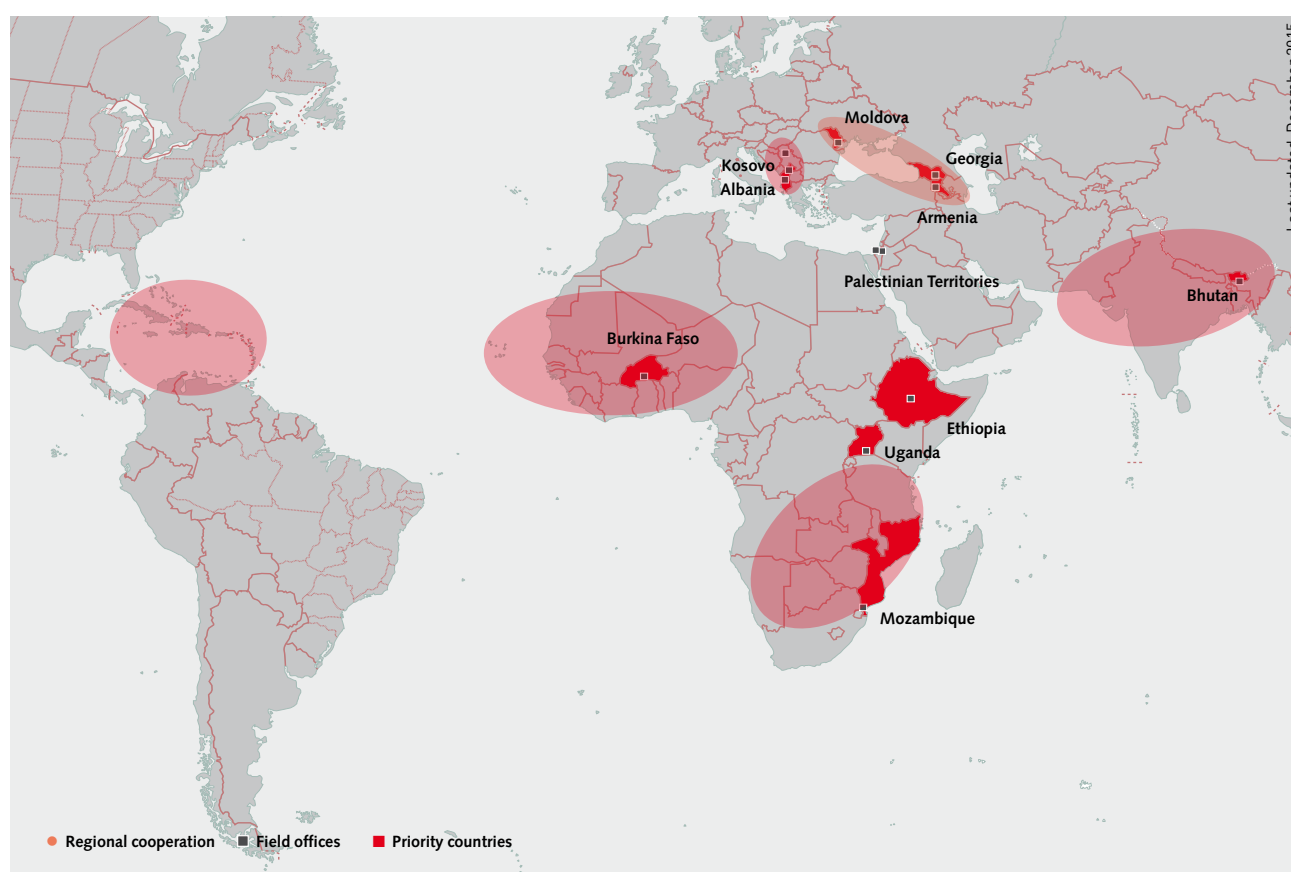 Moldova
Georgia
Kosovo
Albania
Armenia
Palestinian Territories
Bhutan
Burkina Faso
Ethiopia
Uganda
Mozambique
Regional cooperation
Field offices
Priority countries